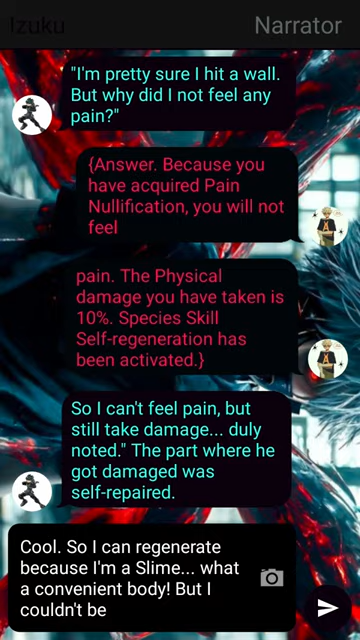 Izuku
Narrator
"I'm pretty sure I hit a wall.
But why did I not feel any
pain?"
{Answer. Because you
have acquired Pain
Nullification, you will not
feel
pain. The Physical
damage you have taken is
10%. Species Skill
Self-regeneration has
been activated.}
So I can't feel pain, but
still take damage... duly
noted." The part where he
got damaged was
self-repaired.
Cool. So I can regenerate
because I'm a Slime... what
a convenient body! But I
couldn't be